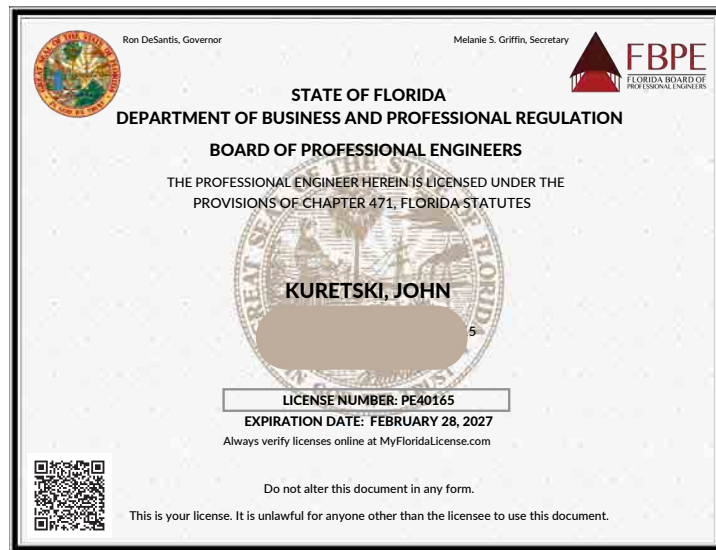 Ron DeSantis, Governor
Melanie S. Griffin, Secretary
FBPE
FLORIDA BOARD OF
PROFESSIONAL ENGINEERS
STATE OF FLORIDA
DEPARTMENT OF BUSINESS AND PROFESSIONAL REGULATION
BOARD OF PROFESSIONAL ENGINEERS
THE PROFESSIONAL ENGINEER HEREIN IS LICENSED UNDER THE
PROVISIONS OF CHAPTER 471, FLORIDA STATUTES
KURETSKI, JOHN
5
LICENSE NUMBER: PE40165
EXPIRATION DATE: FEBRUARY 28, 2027
Always verify licenses online at MyFloridaLicense.com
Do not alter this document in any form.
This is your license. It is unlawful for anyone other than the licensee to use this document.